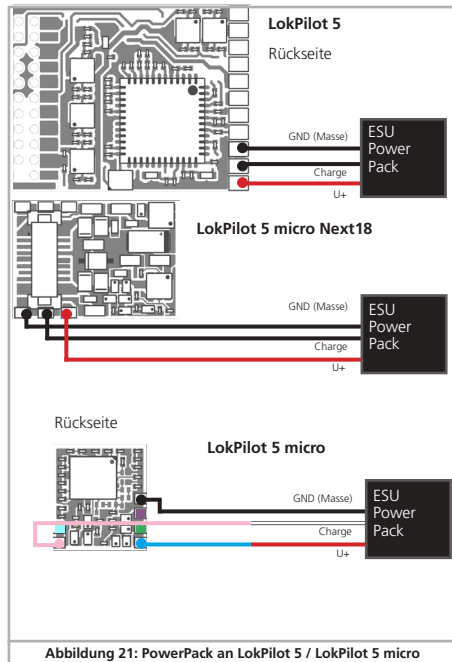 LokPilot 5
Rückseite
GND (Masse)
Charge
U+
ESU
Power
Pack
LokPilot 5 micro Next18
GND (Masse)
Charge
U+
ESU
Power
Pack
Rückseite
LokPilot 5 micro
GND (Masse)
Charge
U+
ESU
Power
Pack
Abbildung 21: PowerPack an LokPilot 5 / LokPilot 5 micro